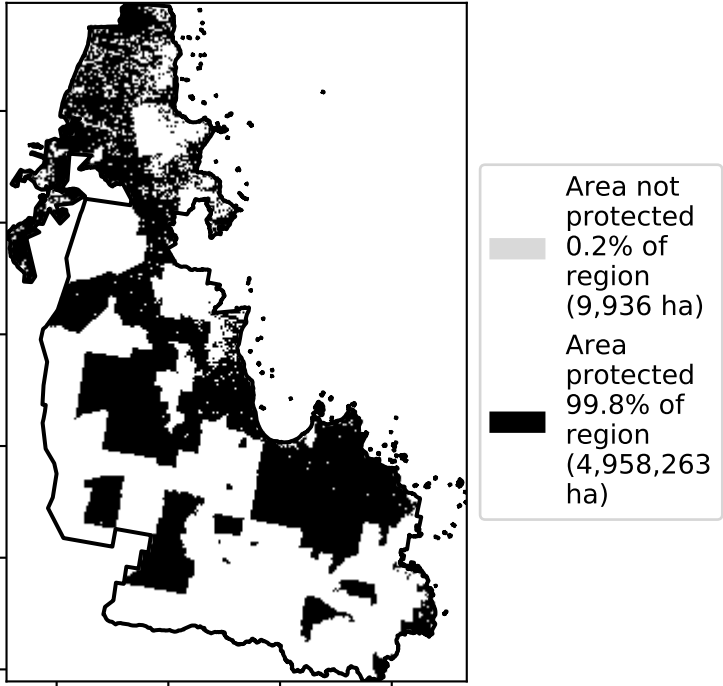 Area not
protected
0.2% of
region
(9,936 ha)
Area
protected
99.8% of
region
(4,958,263
ha)